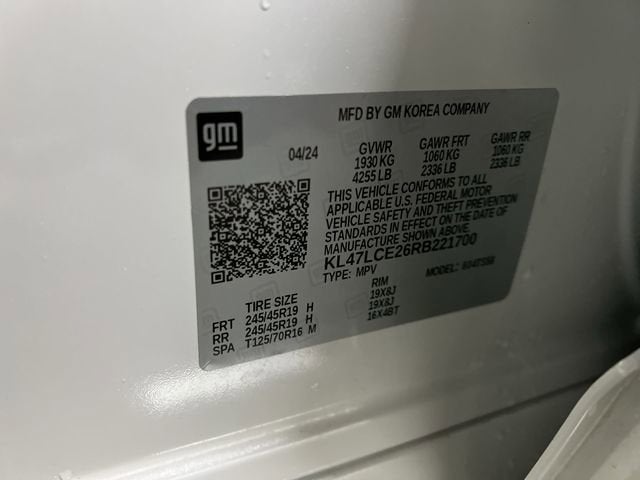 MFD BY GM KOREA COMPANY
gm
04/24
GVWR GAWR FRT GAWR RR
1930 KG 1060 KG 1060 KG
4255 LB 2336 LB 2336 LB
THIS VEHICLE CONFORMS TO ALL
APPLICABLE U.S. FEDERAL MOTOR
VEHICLE SAFETY AND THEFT PREVENTION
STANDARDS IN EFFECT ON THE DATE OF
MANUFACTURE SHOWN ABOVE.
KL47LCE26RB221700
TYPE: MPV MODEL:
TIRE SIZE RIM
FRT 245/45R19 H 19X8J
RR 245/45R19 H 19X8J
SPA T125/70R16 M 16X4BT